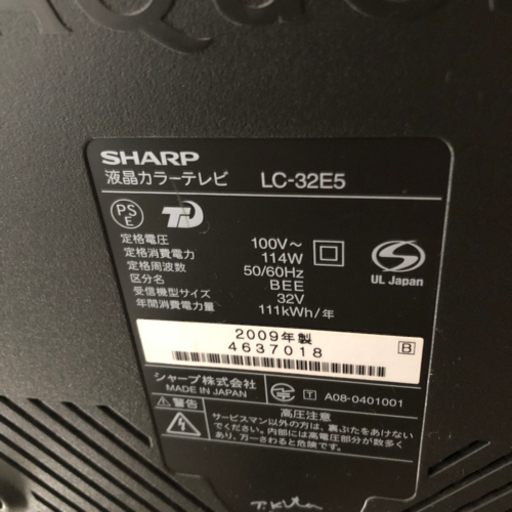 AQUOS
SHARP
液晶カラーテレビ LC-32E5
PS
E
定格電圧 100V～
定格消費電力 114W
定格周波数 50/60Hz
区分名 BEE
受信機型サイズ 32V
年間消費電力量 111kWh/年
UL Japan
2009年製
4637018 B
シャープ株式会社
MADE IN JAPAN
T A08-0401001
高圧注意
サービスマン以外の方は、裏ぶたをあけない
でください。内部には高電圧部分が数多く
あり、万一さわると危険です。